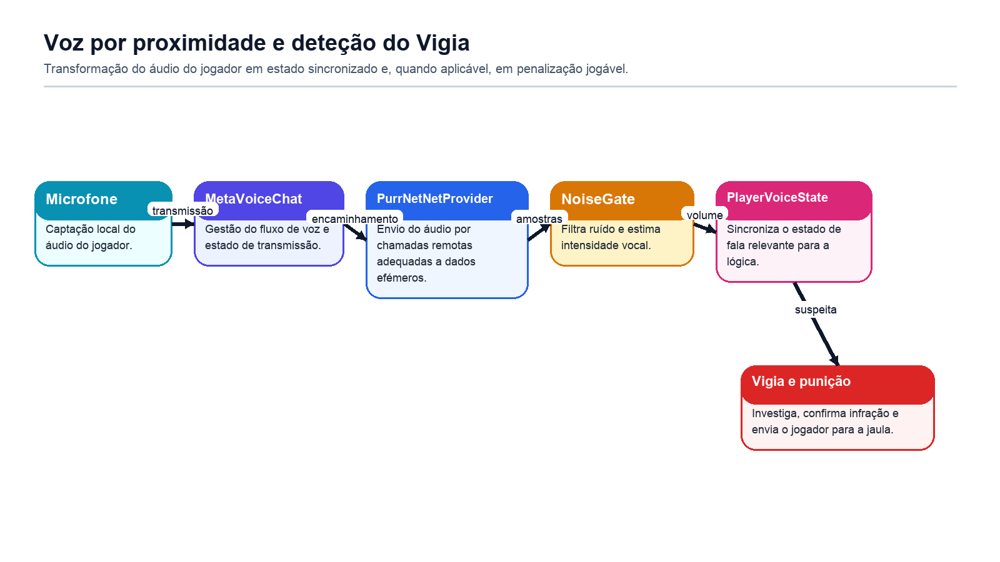 Voz por proximidade e deteção do Vigia
Transformação do áudio do jogador em estado sincronizado e, quando aplicável, em penalização jogável.
Microfone
Captação local do
áudio do jogador.
transmissão
MetaVoiceChat
Gestão do fluxo de voz e
estado de transmissão.
encaminhamento
PurrNetNetProvider
Envio do áudio por
chamadas remotas
adequadas a dados
efémeros.
amostras
NoiseGate
Filtra ruído e estima
intensidade vocal.
volume
PlayerVoiceState
Sincroniza o estado de
fala relevante para a
lógica.
suspeita
Vigia e punição
Investiga, confirma infração e
envia o jogador para a jaula.